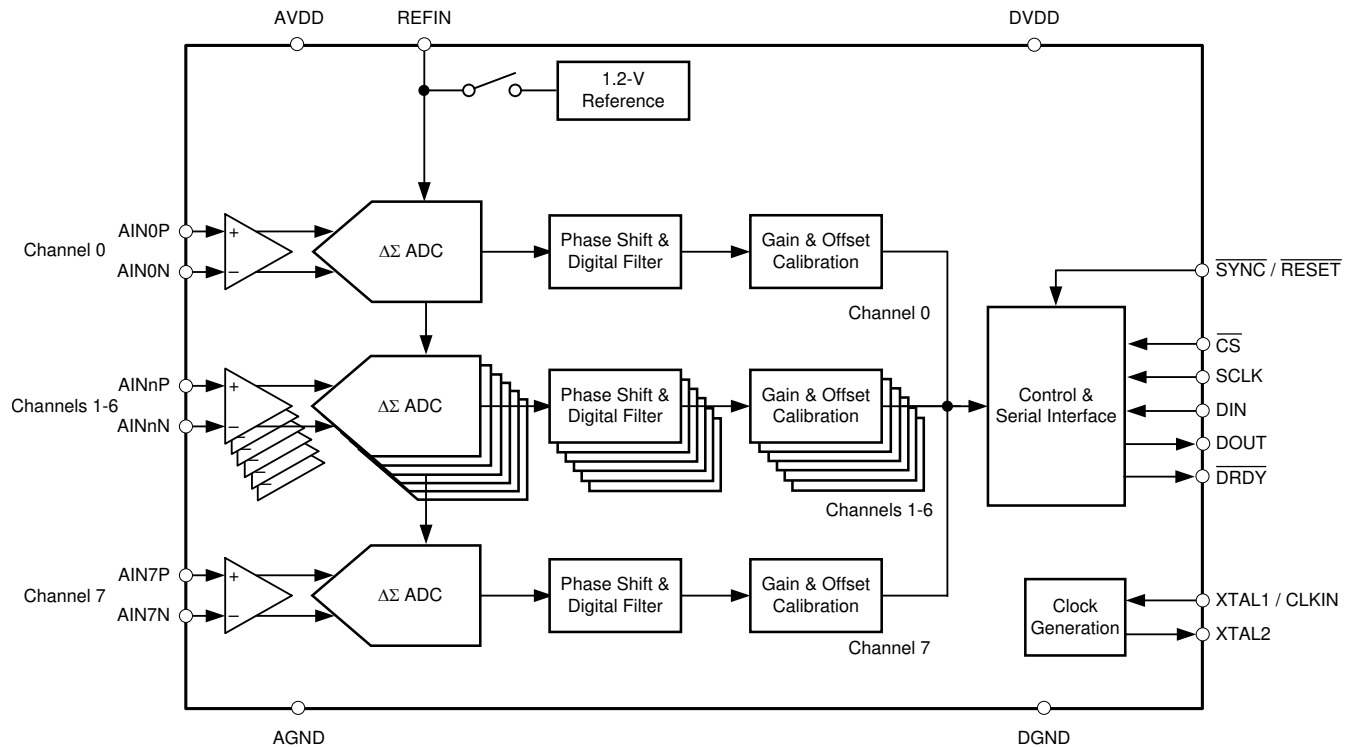 AVDD
REFIN
DVDD
1.2-V
Reference
Channel 0
AIN0P
AIN0N
+
−
ΔΣ ADC
Phase Shift &
Digital Filter
Gain & Offset
Calibration
Channel 0
SYNC / RESET
Channels 1-6
AINnP
AINnN
+
−
−
−
−
−
−
ΔΣ ADC
Phase Shift &
Digital Filter
Gain & Offset
Calibration
Channels 1-6
Control &
Serial Interface
CS
SCLK
DIN
DOUT
DRDY
Channel 7
AIN7P
AIN7N
+
−
ΔΣ ADC
Phase Shift &
Digital Filter
Gain & Offset
Calibration
Channel 7
Clock
Generation
XTAL1 / CLKIN
XTAL2
AGND
DGND